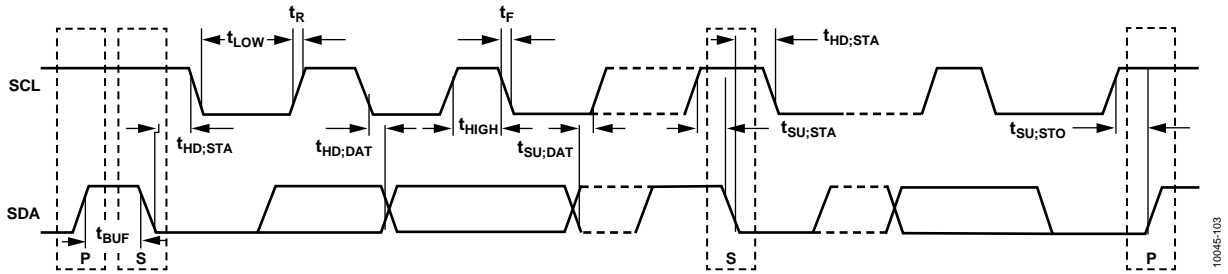 tR
tF
tLOW
tHD;STA
SCL
tHD;STA
tHD;DAT
tHIGH
tSU;DAT
tSU;STA
tSU;STO
SDA
tBUF
P
S
S
P
10045-103